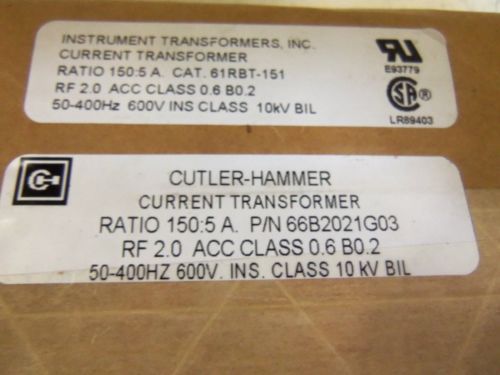 INSTRUMENT TRANSFORMERS, INC.
CURRENT TRANSFORMER
RATIO 150:5 A. CAT. 61RBT-151
RF 2.0 ACC CLASS 0.6 B0.2
50-400Hz 600V INS CLASS 10kV BIL
E93779
LR89403
CUTLER-HAMMER
CURRENT TRANSFORMER
RATIO 150:5 A. P/N 66B2021G03
RF 2.0 ACC CLASS 0.6 B0.2
50-400HZ 600V. INS. CLASS 10 kV BIL